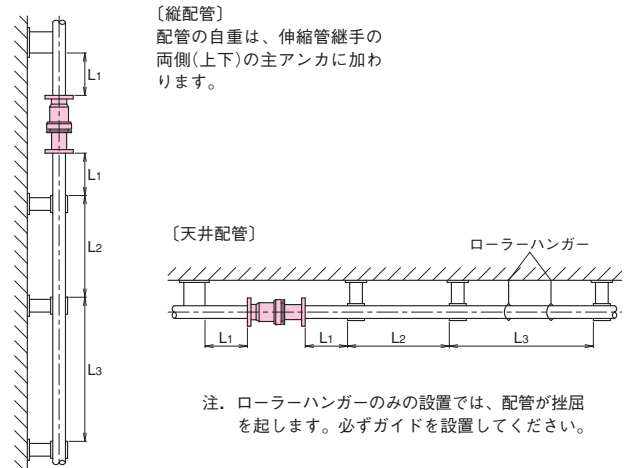 〔縦配管〕
配管の自重は、伸縮管継手の
両側(上下)の主アンカに加わ
ります。
L1
L1
L2
L3
〔天井配管〕
ローラーハンガー
L1
L1
L2
L3
注. ローラーハンガーのみの設置では、配管が挫屈
を起します。必ずガイドを設置してください。